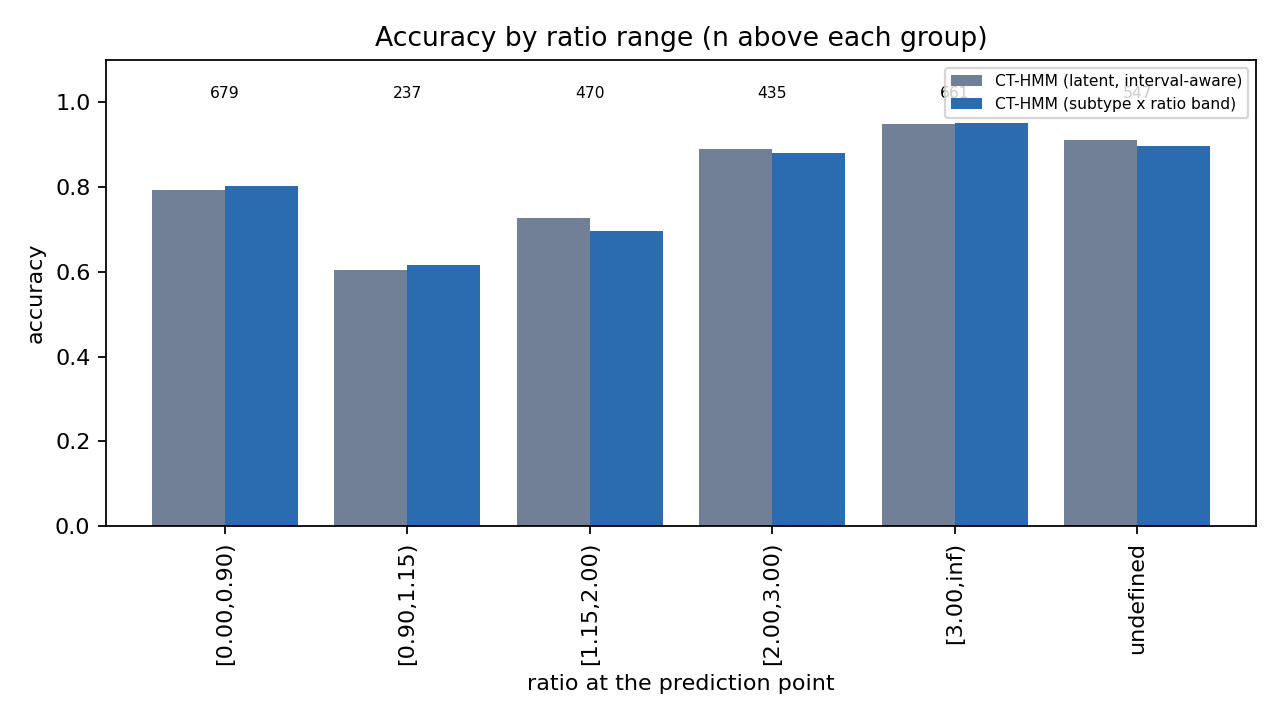 Accuracy by ratio range (n above each group)
679
237
470
435
661
547
CT-HMM (latent, interval-aware)
CT-HMM (subtype x ratio band)
accuracy
1.0
0.8
0.6
0.4
0.2
0.0
[0.00,0.90)
[0.90,1.15)
[1.15,2.00)
[2.00,3.00)
[3.00,inf)
undefined
ratio at the prediction point